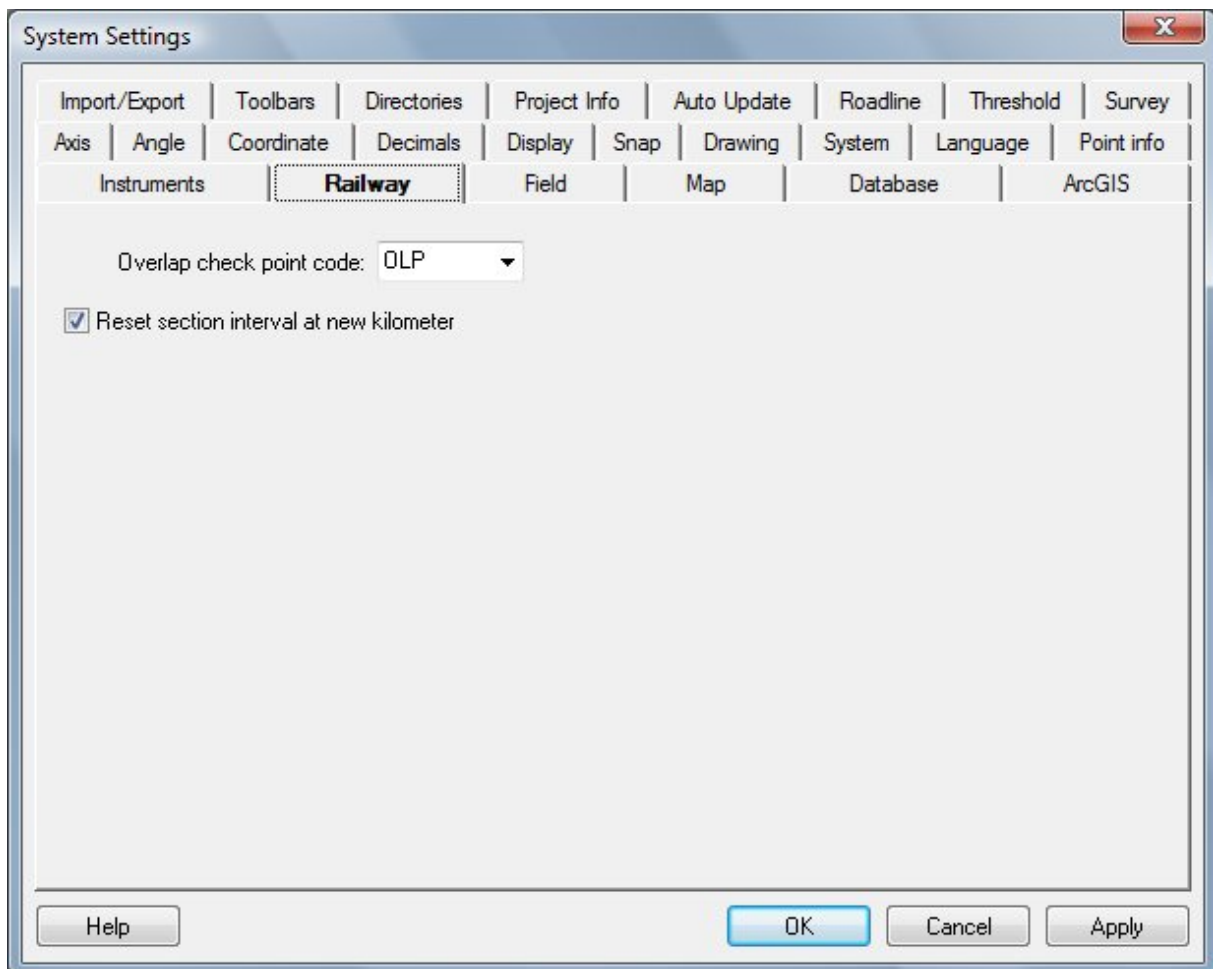 System Settings
Import/Export Toolbars Directories Project Info Auto Update Roadline Threshold Survey
Axis Angle Coordinate Decimals Display Snap Drawing System Language Point info
Instruments Railway Field Map Database ArcGIS
Overlap check point code: OLP
Reset section interval at new kilometer
Help OK Cancel Apply